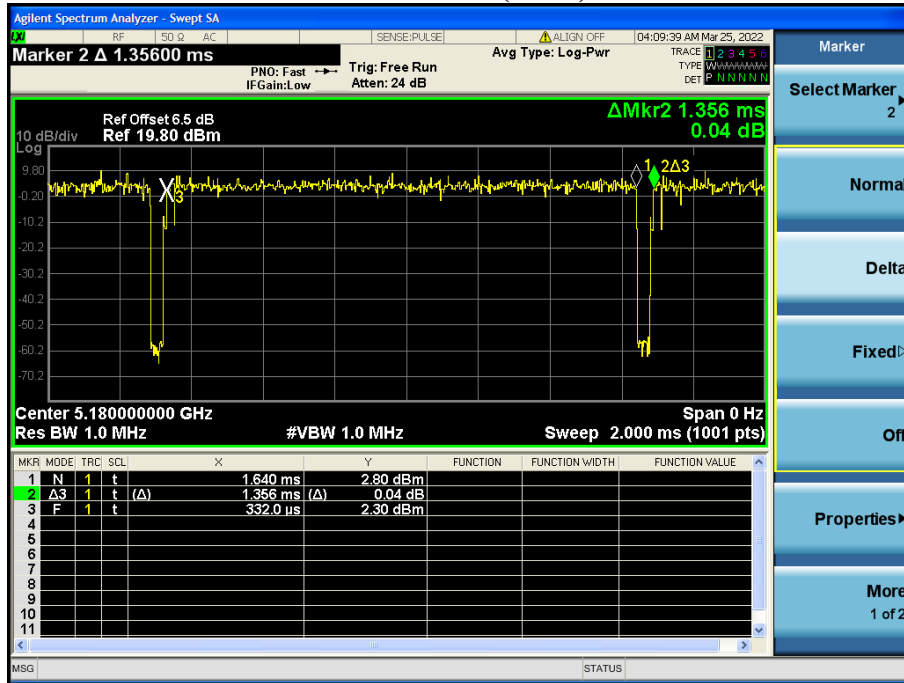 Agilent Spectrum Analyzer - Swept SA
LXI RF 50 Ω AC SENSE:PULSE ALIGN OFF 04:09:39 AM Mar 25, 2022
Marker 2 Δ 1.35600 ms
PNO: Fast
IFGain:Low
Trig: Free Run
Atten: 24 dB
Avg Type: Log-Pwr
TRACE 1 2 3 4 5 6
TYPE WWWWWW
DET P N N N N N
Ref Offset 6.5 dB
10 dB/div Ref 19.80 dBm
Log
ΔMkr2 1.356 ms
0.04 dB
9.80
-0.20
-10.2
-20.2
-30.2
-40.2
-50.2
-60.2
-70.2
3
1
2Δ3
Center 5.180000000 GHz Span 0 Hz
Res BW 1.0 MHz #VBW 1.0 MHz Sweep 2.000 ms (1001 pts)
MKR MODE TRC SCL X Y FUNCTION FUNCTION WIDTH FUNCTION VALUE
1 N 1 t 1.640 ms 2.80 dBm
2 Δ3 1 t (Δ) 1.356 ms (Δ) 0.04 dB
3 F 1 t 332.0 µs 2.30 dBm
4
5
6
7
8
9
10
11
MSG STATUS
Marker
Select Marker
2
Normal
Delta
Fixed
Off
Properties
More
1 of 2